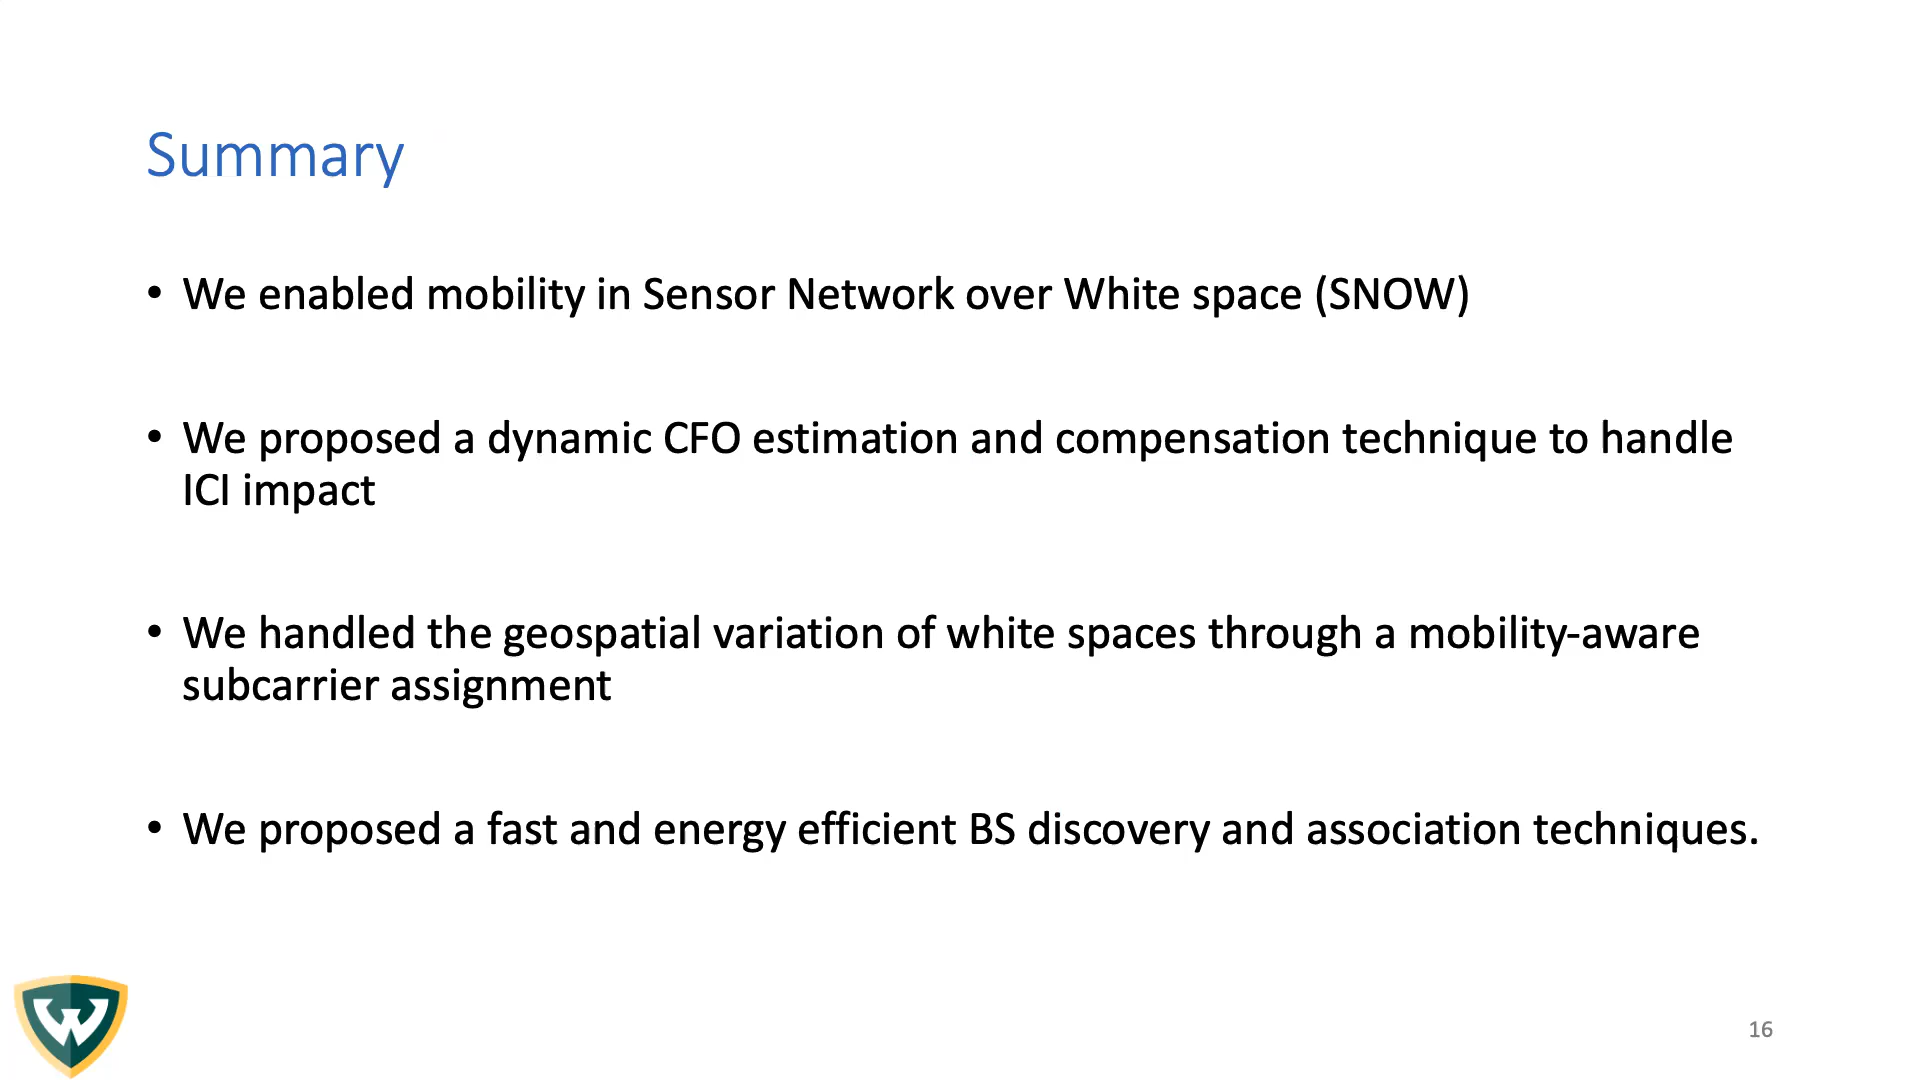 Summary
• We enabled mobility in Sensor Network over White space (SNOW)
• We proposed a dynamic CFO estimation and compensation technique to handle
ICI impact
• We handled the geospatial variation of white spaces through a mobility-aware
subcarrier assignment
• We proposed a fast and energy efficient BS discovery and association techniques.
W
16